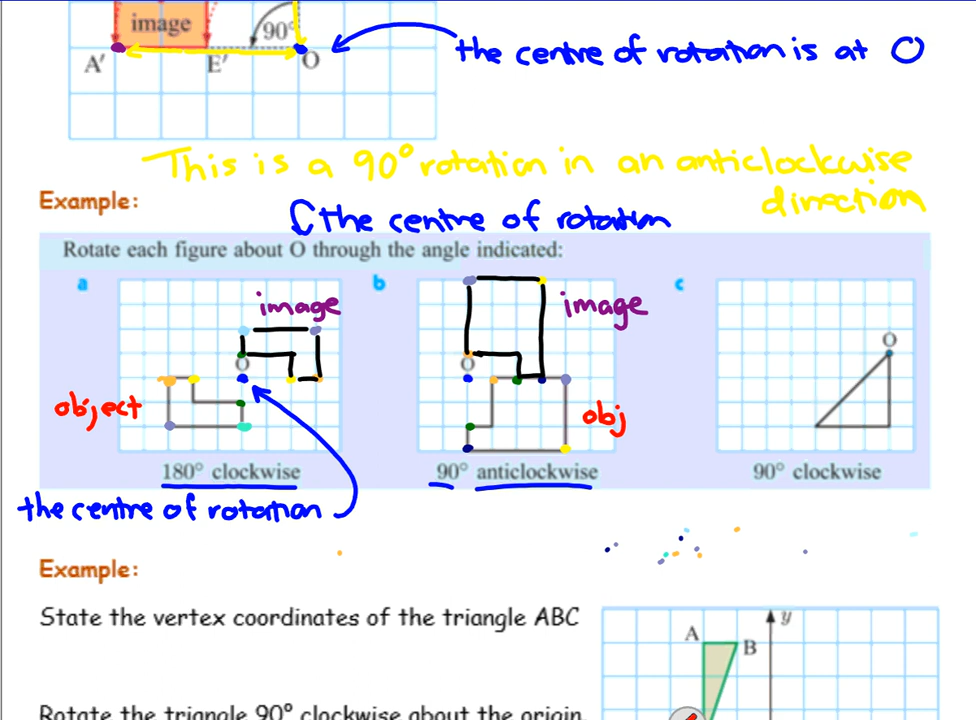 image
90°
A′ E′ O
the centre of rotation is at O
This is a 90° rotation in an anticlockwise
direction
Example:
the centre of rotation
Rotate each figure about O through the angle indicated:
a b c
image
image
O
O
O
object
obj
180° clockwise 90° anticlockwise 90° clockwise
the centre of rotation
Example:
State the vertex coordinates of the triangle ABC
y
A
B
Rotate the triangle 90° clockwise about the origin.